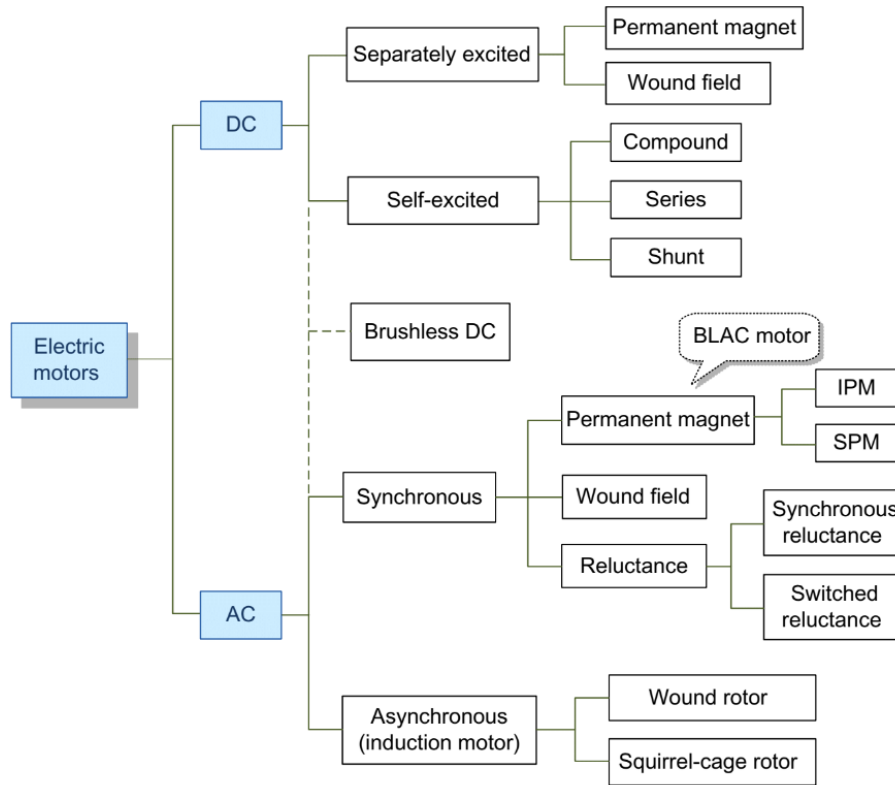 Permanent magnet
Separately excited
Wound field
DC
Compound
Self-excited
Series
Shunt
Brushless DC
BLAC motor
Electric
motors
IPM
Permanent magnet
SPM
Synchronous
Wound field
Synchronous
reluctance
Reluctance
Switched
reluctance
AC
Wound rotor
Asynchronous
(induction motor)
Squirrel-cage rotor